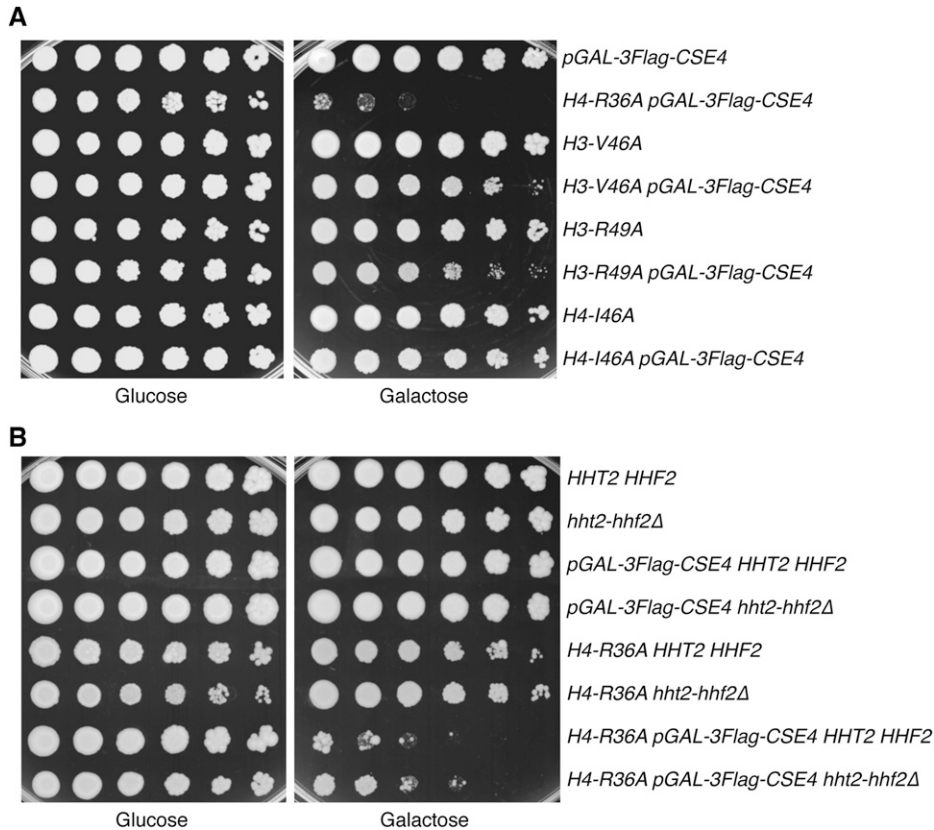 A
pGAL-3Flag-CSE4
H4-R36A pGAL-3Flag-CSE4
H3-V46A
H3-V46A pGAL-3Flag-CSE4
H3-R49A
H3-R49A pGAL-3Flag-CSE4
H4-I46A
H4-I46A pGAL-3Flag-CSE4
Glucose
Galactose
B
HHT2 HHF2
hht2-hhf2Δ
pGAL-3Flag-CSE4 HHT2 HHF2
pGAL-3Flag-CSE4 hht2-hhf2Δ
H4-R36A HHT2 HHF2
H4-R36A hht2-hhf2Δ
H4-R36A pGAL-3Flag-CSE4 HHT2 HHF2
H4-R36A pGAL-3Flag-CSE4 hht2-hhf2Δ
Glucose
Galactose